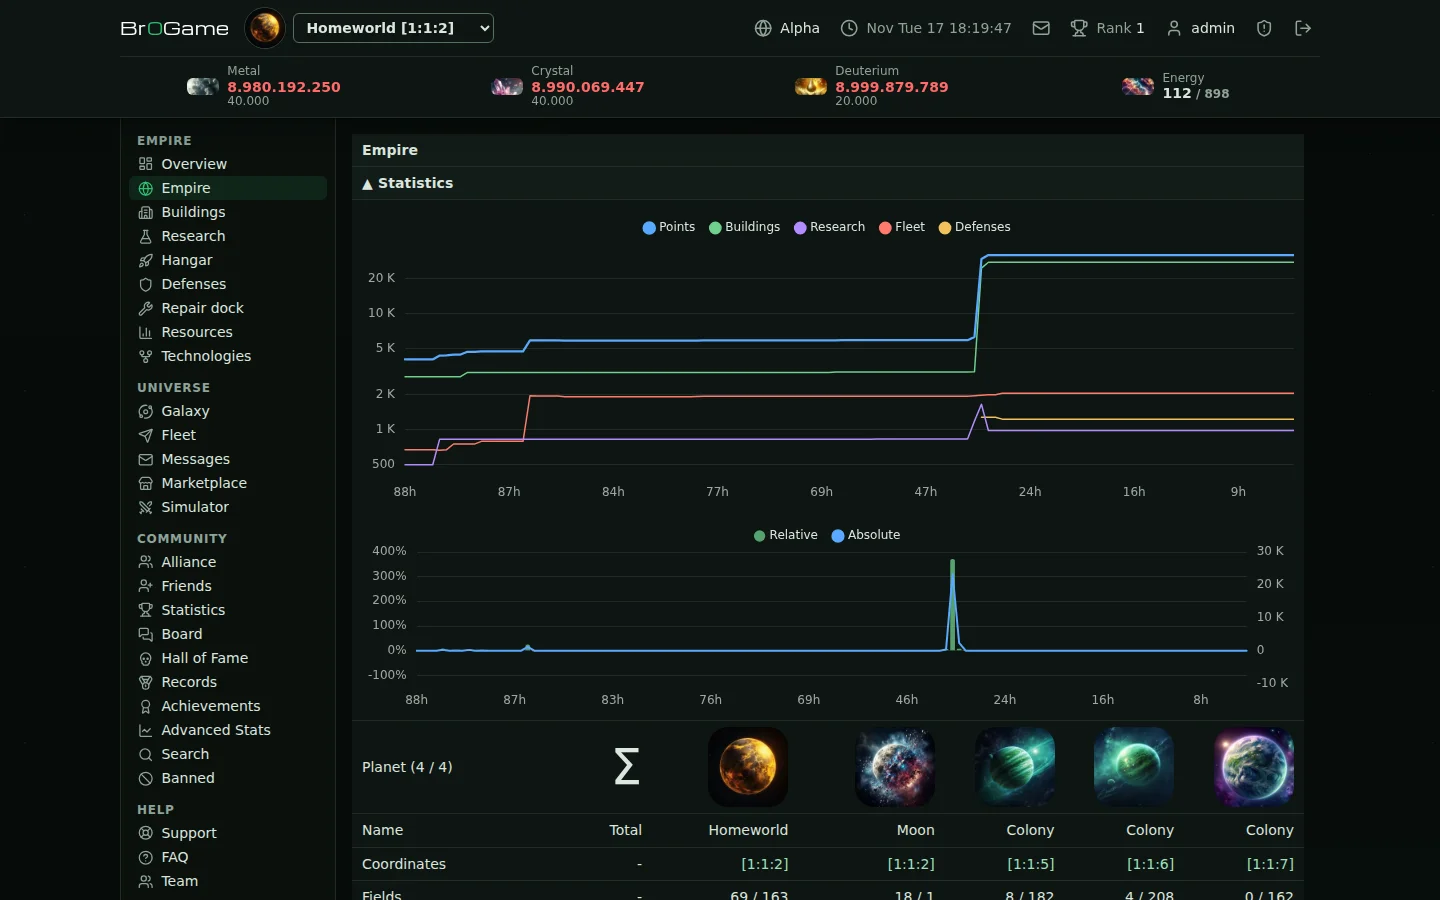 BrOGame
Homeworld [1:1:2]
Alpha
Nov Tue 17 18:19:47
Rank 1
admin
Metal
8.980.192.250
40.000
Crystal
8.990.069.447
40.000
Deuterium
8.999.879.789
20.000
Energy
112 / 898
EMPIRE
Overview
Empire
Buildings
Research
Hangar
Defenses
Repair dock
Resources
Technologies
UNIVERSE
Galaxy
Fleet
Messages
Marketplace
Simulator
COMMUNITY
Alliance
Friends
Statistics
Board
Hall of Fame
Records
Achievements
Advanced Stats
Search
Banned
HELP
Support
FAQ
Team
Empire
▲ Statistics
Points Buildings Research Fleet Defenses
20 K
10 K
5 K
2 K
1 K
500
88h 87h 84h 77h 69h 47h 24h 16h 9h
Relative Absolute
400% 30 K
300% 20 K
200%
100% 10 K
0% 0
-100% -10 K
88h 87h 83h 76h 69h 46h 24h 16h 8h
Planet (4 / 4) Σ
Name Total Homeworld Moon Colony Colony Colony
Coordinates - [1:1:2] [1:1:2] [1:1:5] [1:1:6] [1:1:7]
Fields - 69 / 163 18 / 1 8 / 182 4 / 208 0 / 162